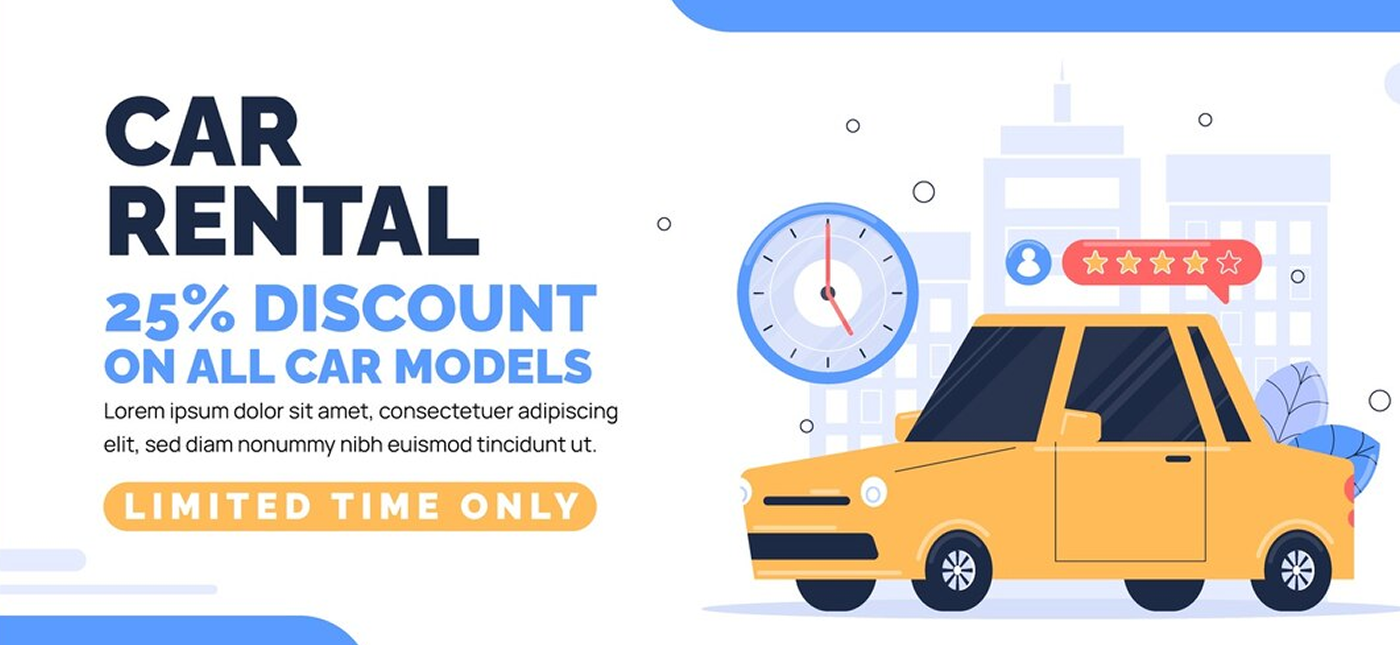 CAR
RENTAL
25% DISCOUNT
ON ALL CAR MODELS
Lorem ipsum dolor sit amet, consectetuer adipiscing
elit, sed diam nonummy nibh euismod tincidunt ut.
LIMITED TIME ONLY